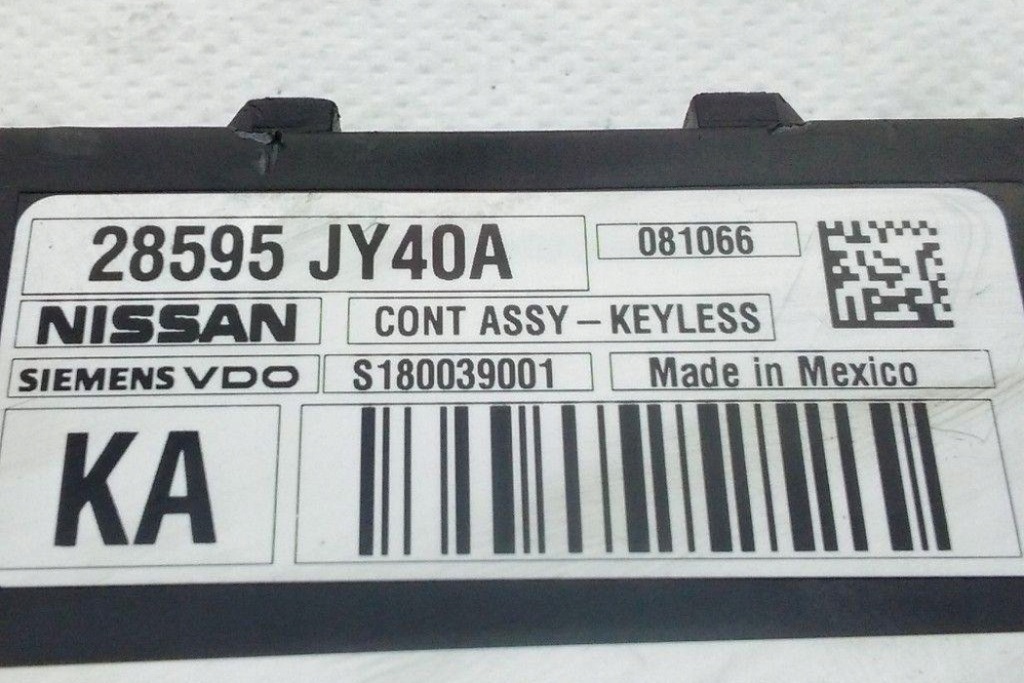 28595 JY40A
081066
NISSAN
CONT ASSY – KEYLESS
SIEMENS VDO
S180039001
Made in Mexico
KA